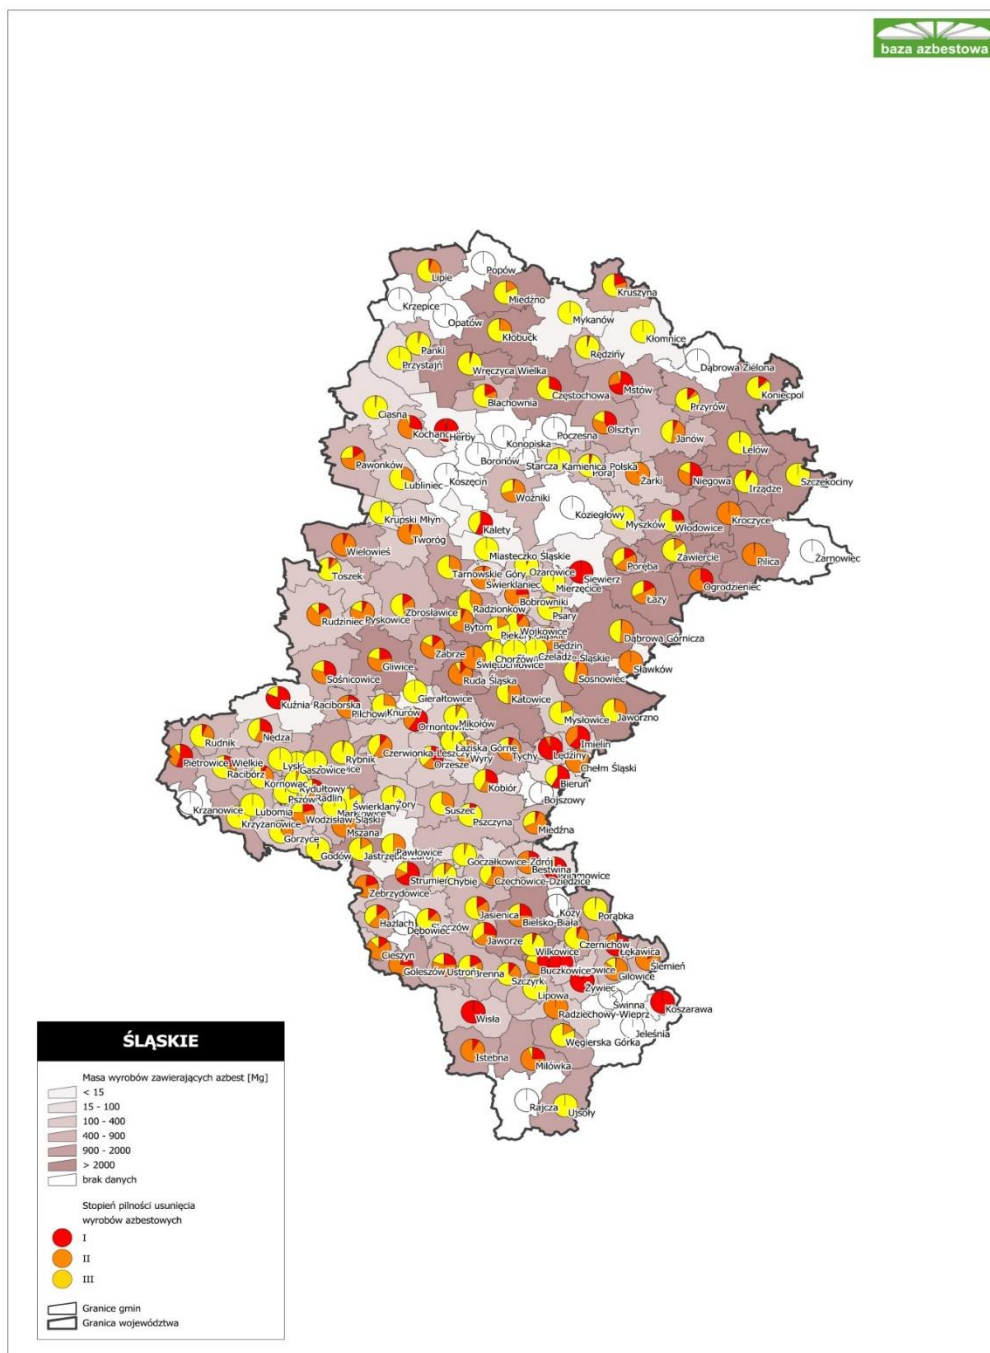 baza azbestowa
Popów
Lipie
Krzepice
Miedźno
Kruszyna
Opatów
Mykanów
Kłobuck
Kłomnice
Panki
Rędziny
Przystajń
Dąbrowa Zielona
Wręczyca Wielka
Blachownia
Częstochowa
Mstów
Koniecpol
Przyrów
Ciasna
Herby
Olsztyn
Janów
Konopiska
Poczesna
Lelów
Boronów
Starcza
Kamienica Polska
Poraj
Pawonków
Lubliniec
Koszęcin
Żarki
Niegowa
Irządze
Szczekociny
Woźniki
Koziegłowy
Krupski Młyn
Kalety
Myszków
Włodowice
Kroczyce
Tworóg
Wielowieś
Miasteczko Śląskie
Zawiercie
Pilica
Żarnowiec
Toszek
Tarnowskie Góry
Ożarowice
Świerklaniec
Mierzęcice
Siewierz
Poręba
Łazy
Ogrodzieniec
Rudziniec
Pyskowice
Zbrosławice
Radzionków
Bobrowniki
Psary
Bytom
Wojkowice
Dąbrowa Górnicza
Zabrze
Będzin
Chorzów
Czeladź
Świętochłowice
Sławków
Gliwice
Ruda Śląska
Sosnowiec
Sośnicowice
Gierałtowice
Katowice
Kuźnia Raciborska
Pilchowice
Knurów
Mysłowice
Jaworzno
Ornontowice
Mikołów
Rudnik
Nędza
Imielin
Łaziska Górne
Czerwionka-Leszczyny
Wyry
Tychy
Lędziny
Pietrowice Wielkie
Rybnik
Orzesze
Chełm Śląski
Racibórz
Lyski
Gaszowice
Kornowac
Rydułtowy
Kobiór
Bieruń
Bojszowy
Krzanowice
Pszów
Radlin
Lubomia
Świerklany
Żory
Marklowice
Suszec
Krzyżanowice
Wodzisław Śląski
Pszczyna
Gorzyce
Mszana
Miedźna
Godów
Jastrzębie-Zdrój
Pawłowice
Goczałkowice-Zdrój
Bestwina
Wilamowice
Strumień
Chybie
Czechowice-Dziedzice
Zebrzydowice
Hażlach
Dębowiec
Skoczów
Jasienica
Bielsko-Biała
Kozy
Porąbka
Jaworze
Wilkowice
Czernichów
Łękawica
Cieszyn
Goleszów
Ustroń
Brenna
Szczyrk
Buczkowice
Gilowice
Ślemień
Żywiec
Lipowa
Świnna
Koszarawa
Wisła
Radziechowy-Wieprz
Jeleśnia
Węgierska Górka
Istebna
Milówka
Rajcza
Ujsoły
ŚLĄSKIE
Masa wyrobów zawierających azbest [Mg]
< 15
15 - 100
100 - 400
400 - 900
900 - 2000
> 2000
brak danych
Stopień pilności usunięcia
wyrobów azbestowych
I
II
III
Granice gmin
Granica województwa